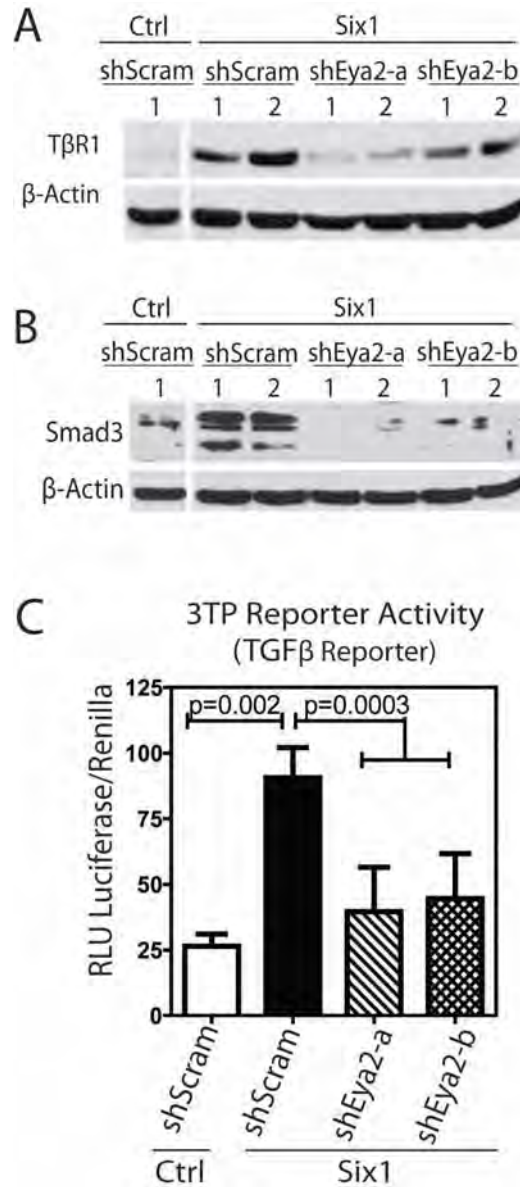 A
Ctrl Six1
shScram shScram shEya2-a shEya2-b
1 1 2 1 2 1 2
TβR1
β-Actin
B
Ctrl Six1
shScram shScram shEya2-a shEya2-b
1 1 2 1 2 1 2
Smad3
β-Actin
C
3TP Reporter Activity
(TGFβ Reporter)
RLU Luciferase/Renilla
125
100
75
50
25
0
p=0.002 p=0.0003
shScram shScram shEya2-a shEya2-b
Ctrl Six1